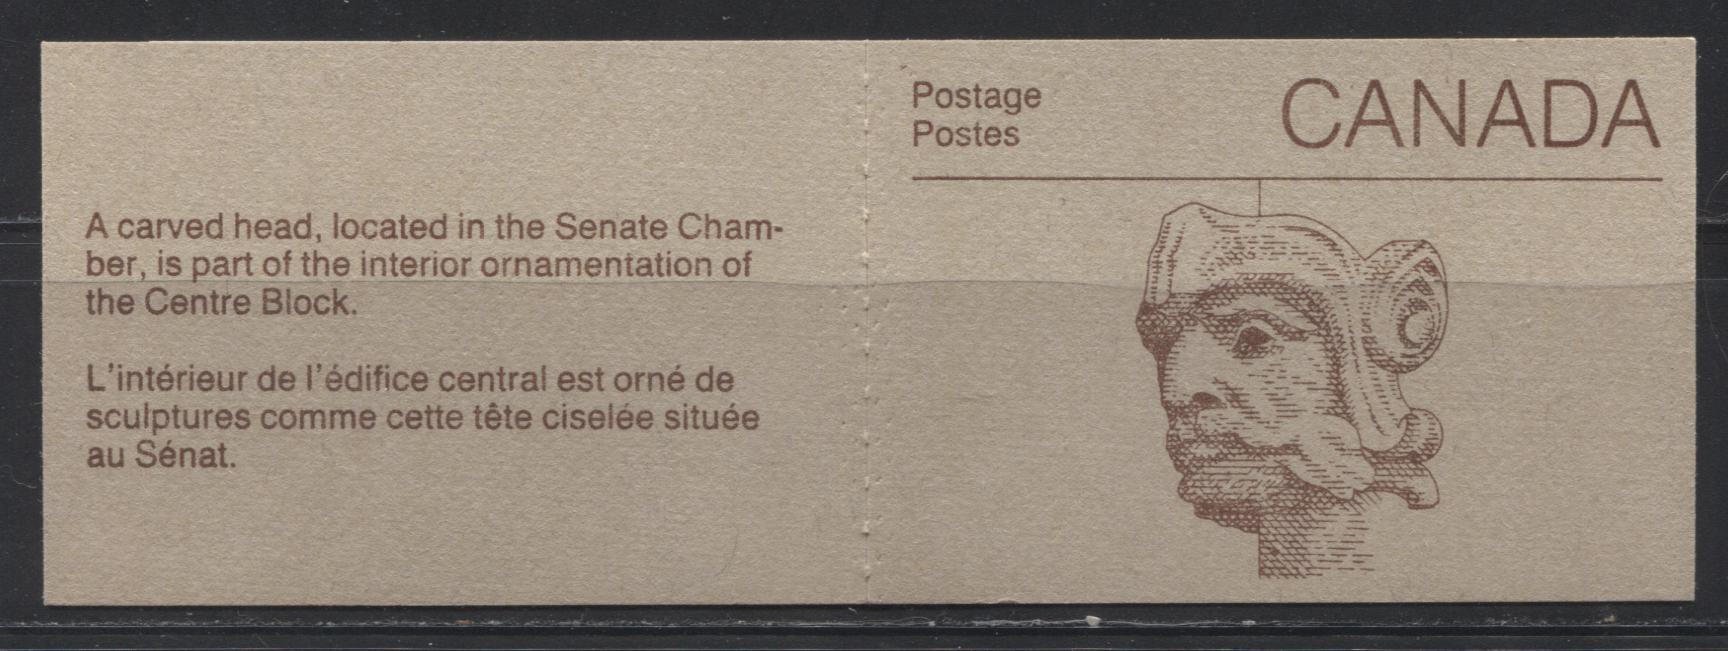 A carved head, located in the Senate Cham-
ber, is part of the interior ornamentation of
the Centre Block.
L'intérieur de l'édifice central est orné de
sculptures comme cette tête ciselée située
au Sénat.
Postage
Postes
CANADA